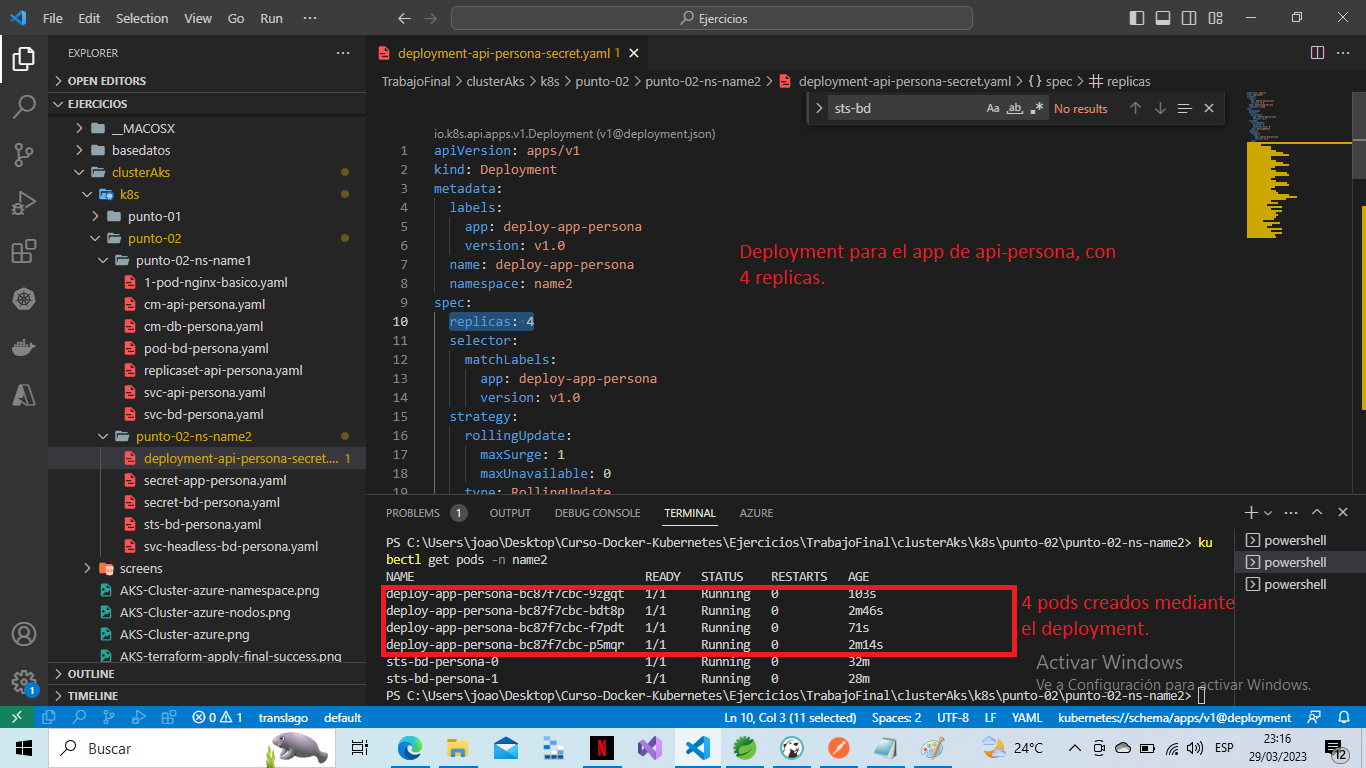 File Edit Selection View Go Run ··· Ejercicios
EXPLORER ···
OPEN EDITORS
EJERCICIOS
__MACOSX
basedatos
clusterAks
k8s
punto-01
punto-02
punto-02-ns-name1
1-pod-nginx-basico.yaml
cm-api-persona.yaml
cm-db-persona.yaml
pod-bd-persona.yaml
replicaset-api-persona.yaml
svc-api-persona.yaml
svc-bd-persona.yaml
punto-02-ns-name2
deployment-api-persona-secret.... 1
secret-app-persona.yaml
secret-bd-persona.yaml
sts-bd-persona.yaml
svc-headless-bd-persona.yaml
screens
AKS-Cluster-azure-namespace.png
AKS-Cluster-azure-nodos.png
AKS-Cluster-azure.png
AKS-terraform-apply-final-success.png
OUTLINE
TIMELINE
1
deployment-api-persona-secret.yaml 1
TrabajoFinal > clusterAks > k8s > punto-02 > punto-02-ns-name2 > deployment-api-persona-secret.yaml > {} spec > replicas
sts-bd Aa ab .* No results
io.k8s.api.apps.v1.Deployment (v1@deployment.json)
1 apiVersion: apps/v1
2 kind: Deployment
3 metadata:
4 labels:
5 app: deploy-app-persona
6 version: v1.0
7 name: deploy-app-persona
8 namespace: name2
9 spec:
10 replicas: 4
11 selector:
12 matchLabels:
13 app: deploy-app-persona
14 version: v1.0
15 strategy:
16 rollingUpdate:
17 maxSurge: 1
18 maxUnavailable: 0
19 type: RollingUpdate
Deployment para el app de api-persona, con
4 replicas.
PROBLEMS 1 OUTPUT DEBUG CONSOLE TERMINAL AZURE
PS C:\Users\joao\Desktop\Curso-Docker-Kubernetes\Ejercicios\TrabajoFinal\clusterAks\k8s\punto-02\punto-02-ns-name2> ku
bectl get pods -n name2
NAME READY STATUS RESTARTS AGE
deploy-app-persona-bc87f7cbc-9zgqt 1/1 Running 0 103s
deploy-app-persona-bc87f7cbc-bdt8p 1/1 Running 0 2m46s
deploy-app-persona-bc87f7cbc-f7pdt 1/1 Running 0 71s
deploy-app-persona-bc87f7cbc-p5mqr 1/1 Running 0 2m14s
sts-bd-persona-0 1/1 Running 0 32m
sts-bd-persona-1 1/1 Running 0 28m
PS C:\Users\joao\Desktop\Curso-Docker-Kubernetes\Ejercicios\TrabajoFinal\clusterAks\k8s\punto-02\punto-02-ns-name2>
4 pods creados mediante
el deployment.
powershell
powershell
powershell
Activar Windows
Ve a Configuración para activar Windows.
0 1 translago default Ln 10, Col 3 (11 selected) Spaces: 2 UTF-8 LF YAML kubernetes://schema/apps/v1@deployment
Buscar N 24°C ESP 23:16
29/03/2023 12